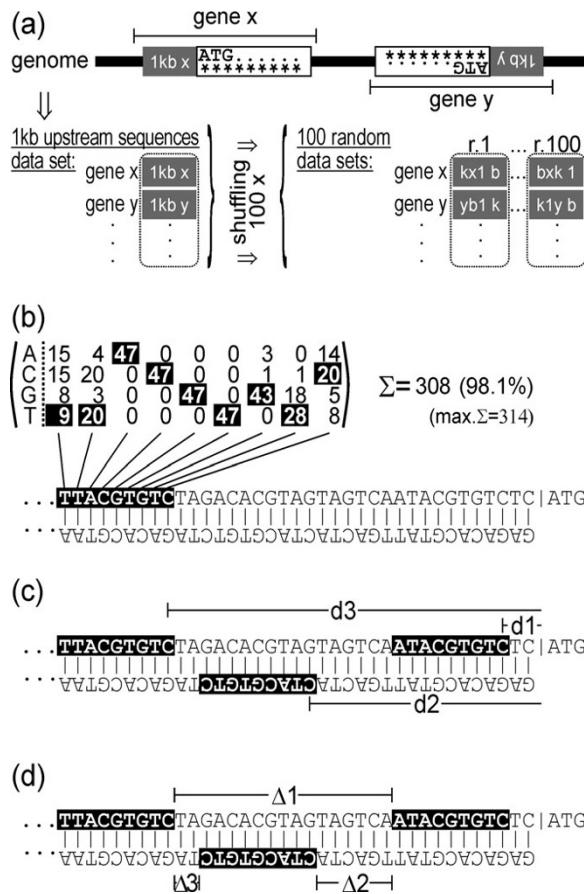 (a)
gene x
genome
1kb x
ATG......
*********
*********
......
ATG
1kb y
gene y
⇓
1kb upstream sequences
data set:
gene x 1kb x
gene y 1kb y
⇒ shuffling 100 x ⇒
100 random
data sets:
r.1 ... r.100
gene x kx1 b ... bxk 1
gene y yb1 k ... k1y b
(b)
A 15 4 47 0 0 0 3 0 14
C 15 20 0 47 0 0 1 1 20
G 8 3 0 0 47 0 43 18 5
T 9 20 0 0 0 47 0 28 8
Σ= 308 (98.1%)
(max.Σ=314)
...TTACGTGTCTAGACACGTAGTAGTCAATACGTGTCTC|ATG
GAGACACGTATTGACTACTACGTGTCTAGACACGTAA
(c)
d3
d1
...TTACGTGTCTAGACACGTAGTAGTCAATACGTGTCTC|ATG
GAGACACGTATTGACTACTACGTGTCTAGACACGTAA
d2
(d)
Δ1
...TTACGTGTCTAGACACGTAGTAGTCAATACGTGTCTC|ATG
GAGACACGTATTGACTACTACGTGTCTAGACACGTAA
Δ3 Δ2